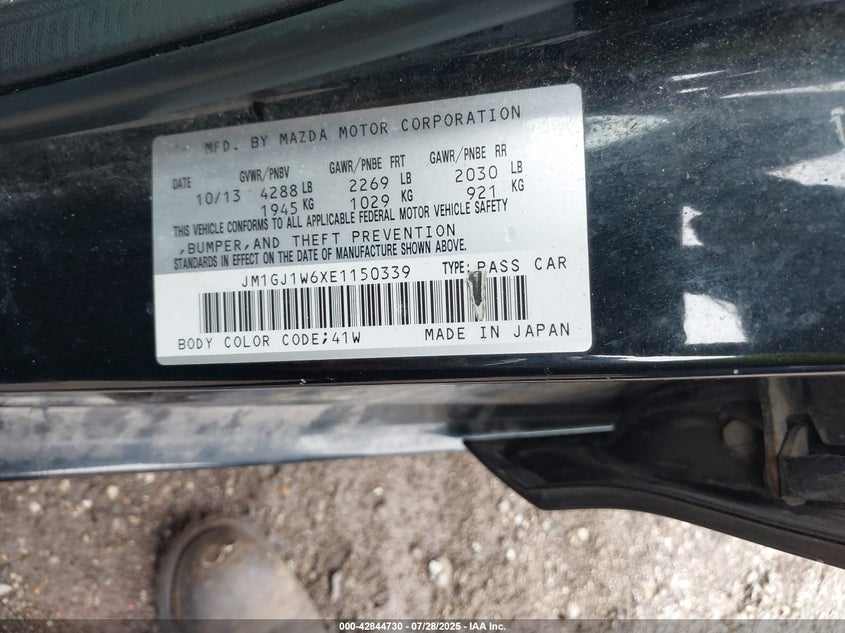 MFD. BY MAZDA MOTOR CORPORATION
DATE GVWR/PNBV GAWR/PNBE FRT GAWR/PNBE RR
10/13 4288 LB 2269 LB 2030 LB
1945 KG 1029 KG 921 KG
THIS VEHICLE CONFORMS TO ALL APPLICABLE FEDERAL MOTOR VEHICLE SAFETY
,BUMPER,AND THEFT PREVENTION
STANDARDS IN EFFECT ON THE DATE OF MANUFACTURE SHOWN ABOVE.
JM1GJ1W6XE1150339 TYPE:PASS CAR
BODY COLOR CODE;41W MADE IN JAPAN
000-42844730 - 07/28/2025 - IAA Inc.